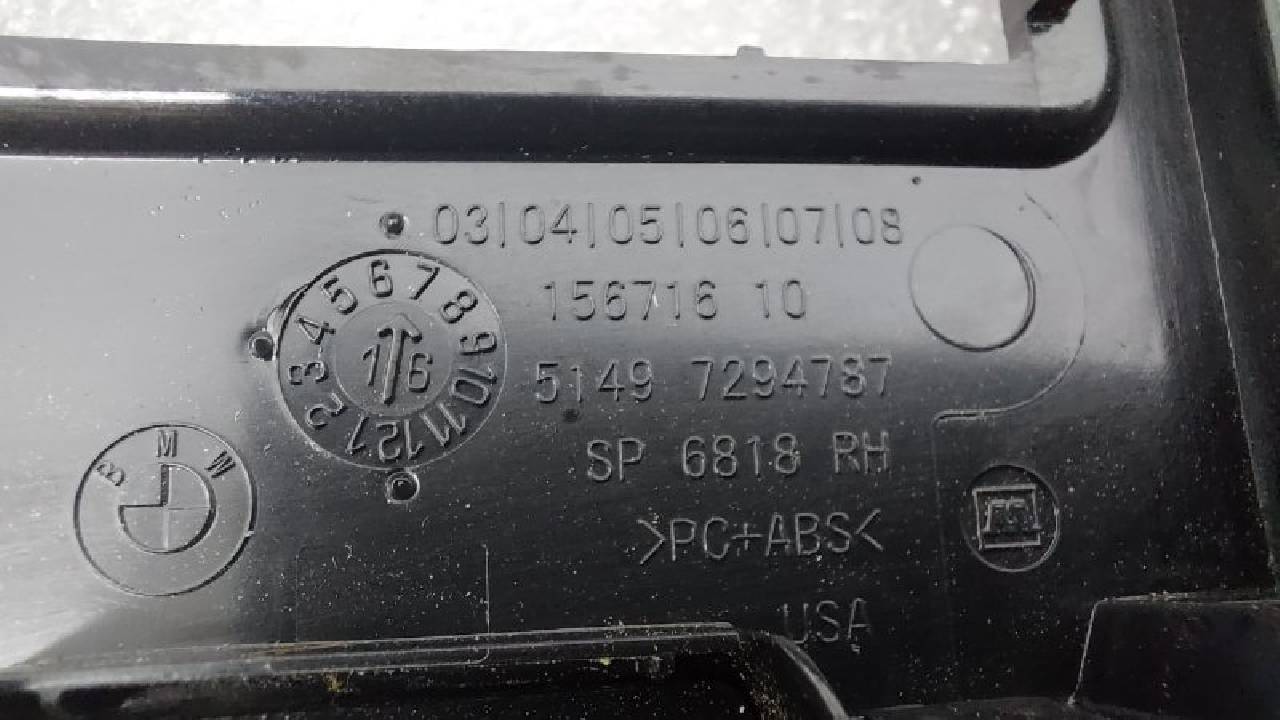 03|04|05|06|07|08
156716 10
5149 7294787
SP 6818 RH
>PC+ABS<
USA
1 2 3 4 5 6 7 8 9 10 11 12
16
BMW